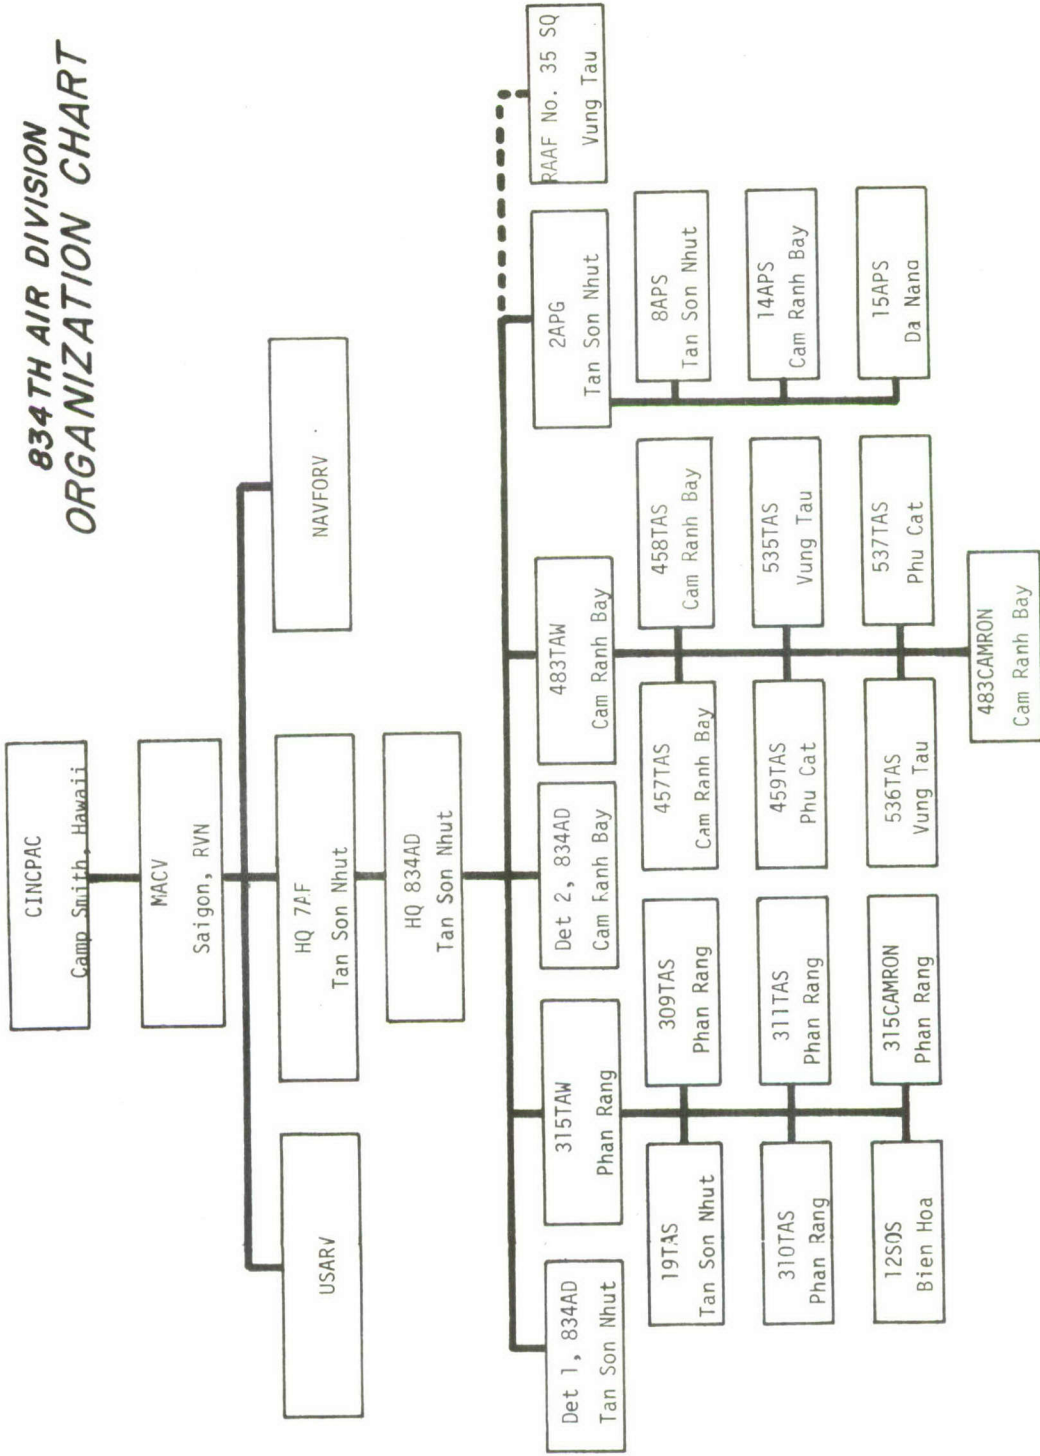 834TH AIR DIVISION
ORGANIZATION CHART
CINCPAC
Camp Smith, Hawaii
MACV
Saigon, RVN
USARV
HQ 7AF
Tan Son Nhut
NAVFORV
HQ 834AD
Tan Son Nhut
Det 1, 834AD
Tan Son Nhut
315TAW
Phan Rang
Det 2, 834AD
Cam Ranh Bay
483TAW
Cam Ranh Bay
2APG
Tan Son Nhut
RAAF No. 35 SQ
Vung Tau
19TAS
Tan Son Nhut
309TAS
Phan Rang
310TAS
Phan Rang
311TAS
Phan Rang
12SOS
Bien Hoa
315CAMRON
Phan Rang
457TAS
Cam Ranh Bay
458TAS
Cam Ranh Bay
459TAS
Phu Cat
535TAS
Vung Tau
536TAS
Vung Tau
537TAS
Phu Cat
483CAMRON
Cam Ranh Bay
8APS
Tan Son Nhut
14APS
Cam Ranh Bay
15APS
Da Nang